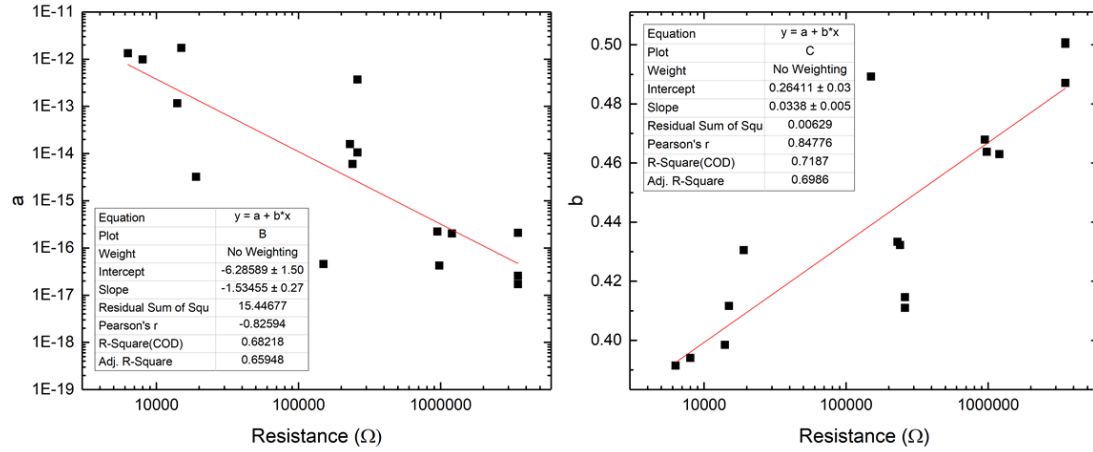 1E-11
1E-12
1E-13
1E-14
1E-15
1E-16
1E-17
1E-18
1E-19
a
10000 100000 1000000
Resistance (Ω)
Equation y = a + b*x
Plot B
Weight No Weighting
Intercept -6.28589 ± 1.50
Slope -1.53455 ± 0.27
Residual Sum of Squ 15.44677
Pearson's r -0.82594
R-Square(COD) 0.68218
Adj. R-Square 0.65948
0.50
0.48
0.46
0.44
0.42
0.40
b
10000 100000 1000000
Resistance (Ω)
Equation y = a + b*x
Plot C
Weight No Weighting
Intercept 0.26411 ± 0.03
Slope 0.0338 ± 0.005
Residual Sum of Squ 0.00629
Pearson's r 0.84776
R-Square(COD) 0.7187
Adj. R-Square 0.6986